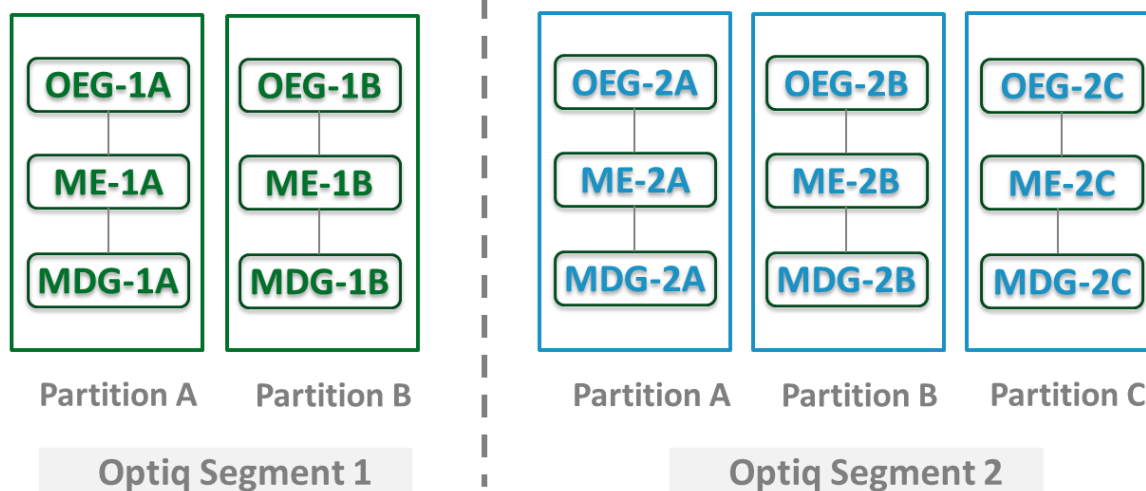 OEG-1A
ME-1A
MDG-1A
Partition A
OEG-1B
ME-1B
MDG-1B
Partition B
Optiq Segment 1
OEG-2A
ME-2A
MDG-2A
Partition A
OEG-2B
ME-2B
MDG-2B
Partition B
OEG-2C
ME-2C
MDG-2C
Partition C
Optiq Segment 2